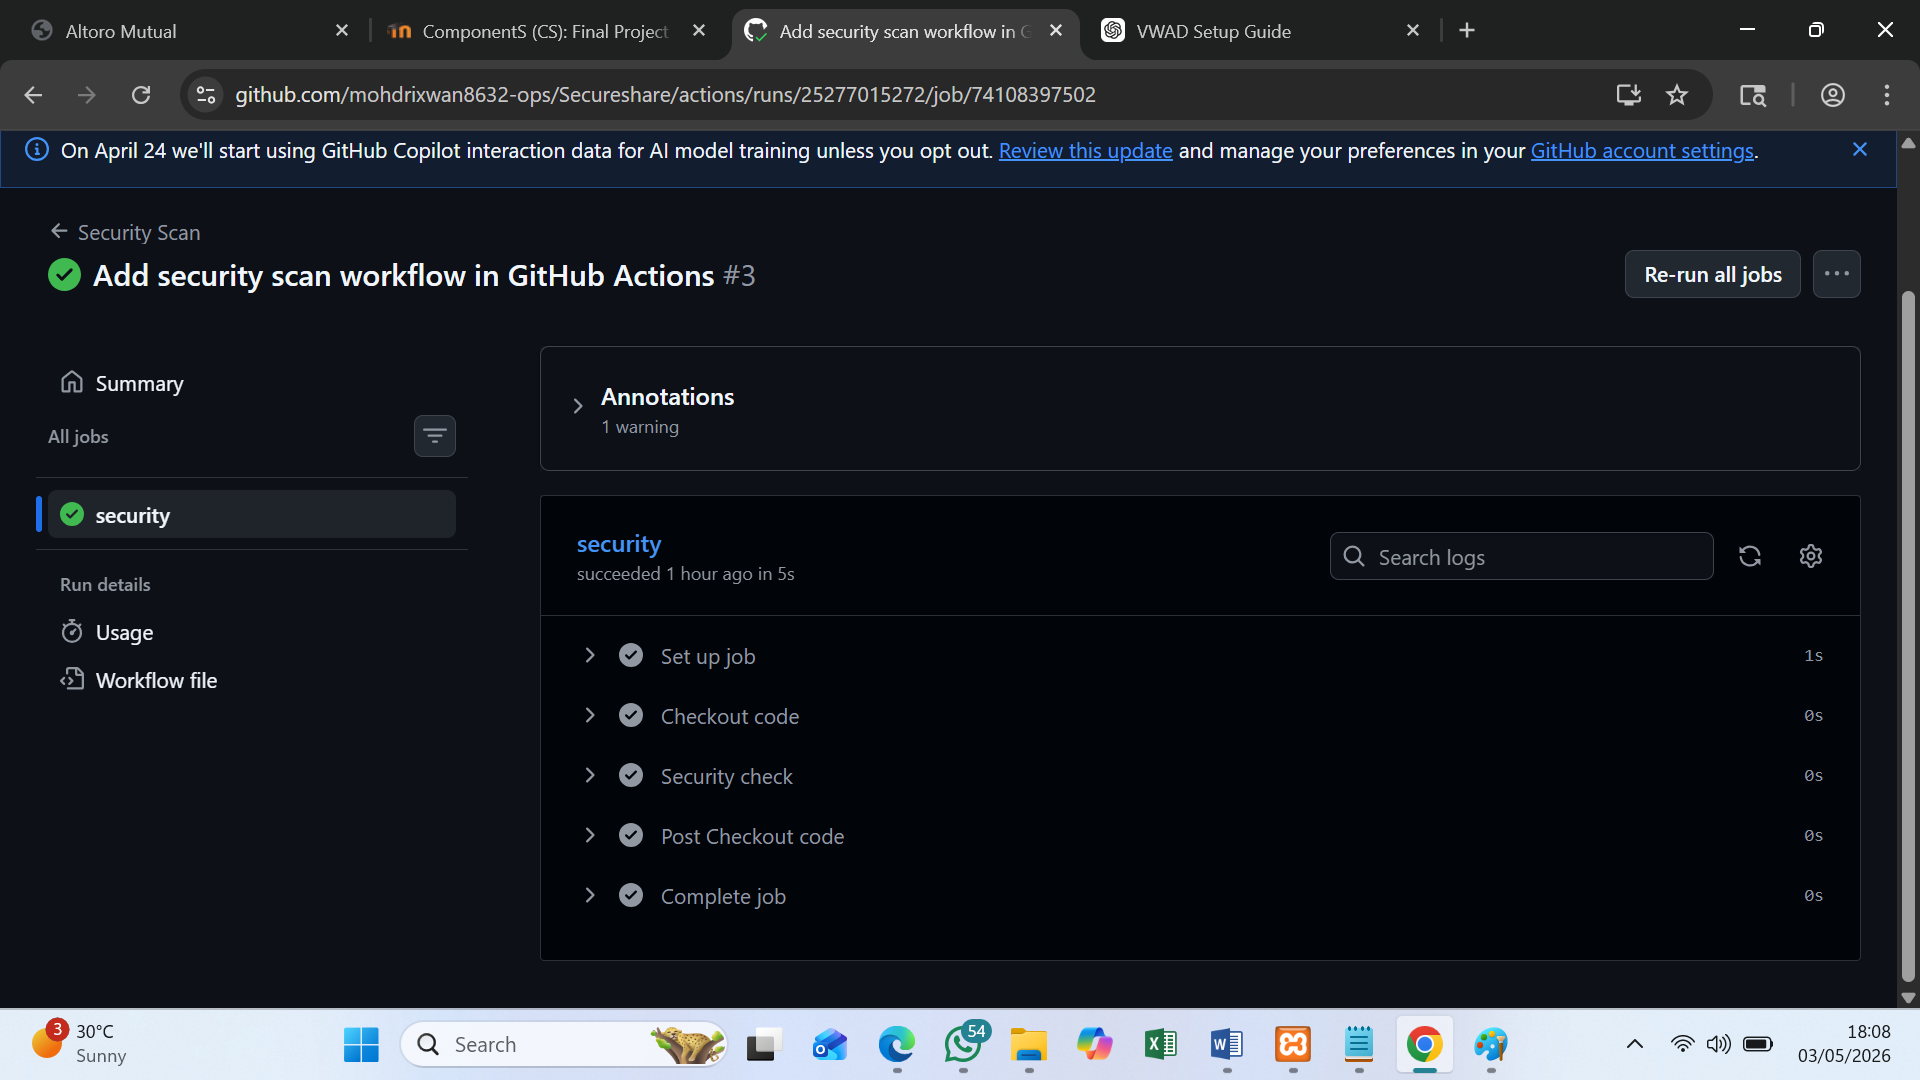 Altoro Mutual
ComponentS (CS): Final Project
Add security scan workflow in G
VWAD Setup Guide
github.com/mohdrixwan8632-ops/Secureshare/actions/runs/25277015272/job/74108397502
On April 24 we'll start using GitHub Copilot interaction data for AI model training unless you opt out. Review this update and manage your preferences in your GitHub account settings.
Security Scan
Add security scan workflow in GitHub Actions #3
Re-run all jobs
Summary
All jobs
security
Run details
Usage
Workflow file
Annotations
1 warning
security
succeeded 1 hour ago in 5s
Search logs
Set up job 1s
Checkout code 0s
Security check 0s
Post Checkout code 0s
Complete job 0s
3
30°C
Sunny
Search
54
18:08
03/05/2026